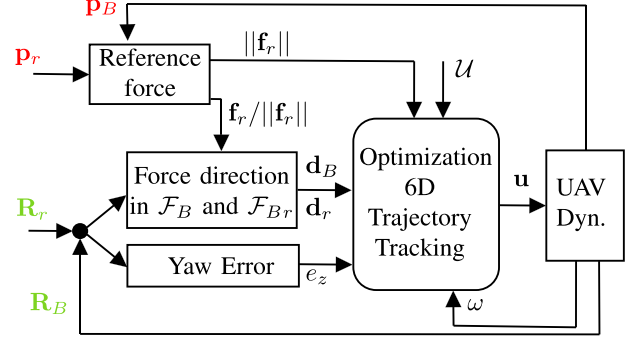 p_B
p_r
Reference
force
||f_r||
𝒰
f_r/||f_r||
Force direction
in ℱ_B and ℱ_Br
d_B
d_r
Optimization
6D
Trajectory
Tracking
u
UAV
Dyn.
R_r
Yaw Error
e_z
R_B
ω